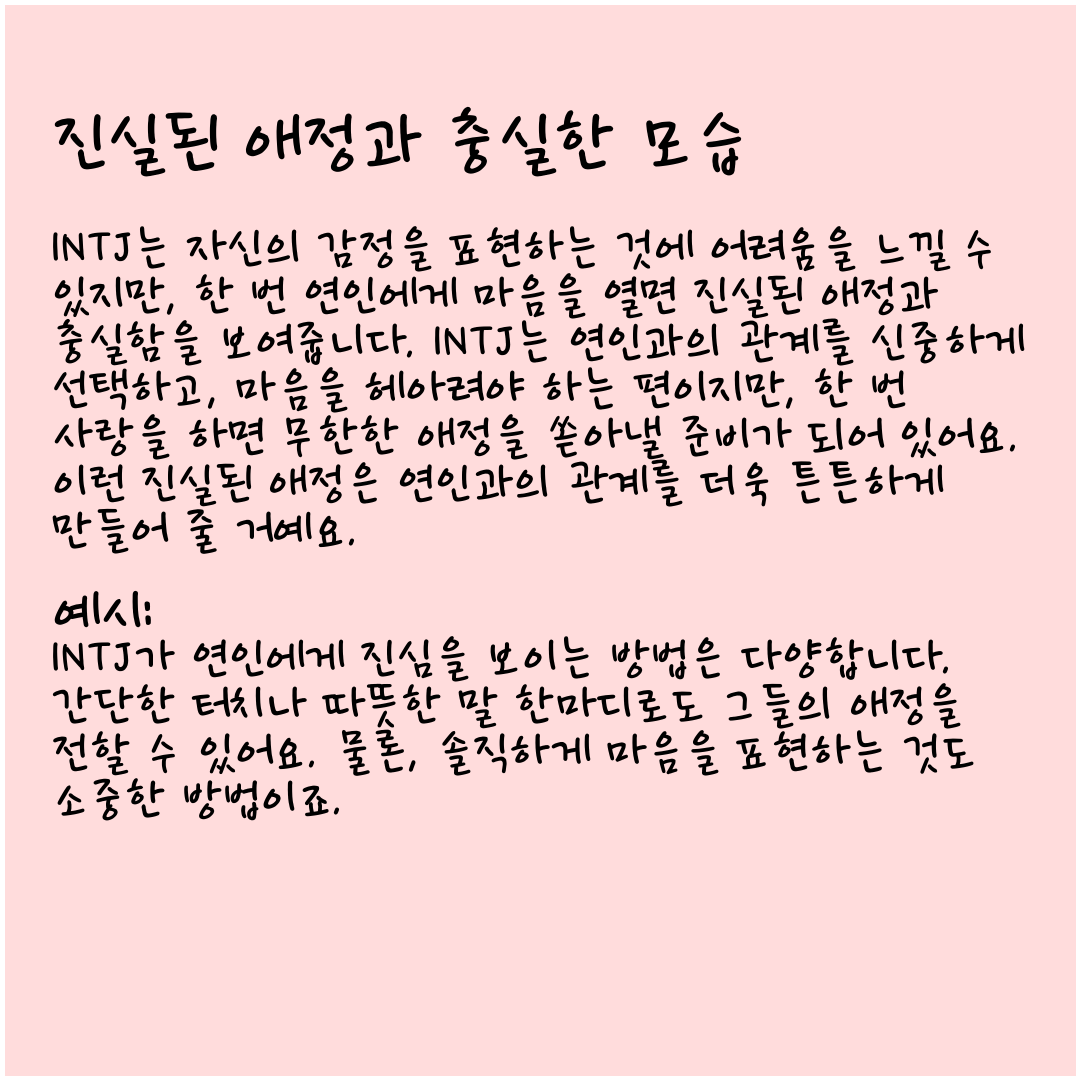 진실된 애정과 충실한 모습
INTJ는 자신의 감정을 표현하는 것에 어려움을 느낄 수
있지만, 한 번 연인에게 마음을 열면 진실된 애정과
충실함을 보여줍니다. INTJ는 연인과의 관계를 신중하게
선택하고, 마음을 헤아려야 하는 편이지만, 한 번
사랑을 하면 무한한 애정을 쏟아낼 준비가 되어 있어요.
이런 진실된 애정은 연인과의 관계를 더욱 튼튼하게
만들어 줄 거예요.
예시:
INTJ가 연인에게 진심을 보이는 방법은 다양합니다.
간단한 터치나 따뜻한 말 한마디로도 그들의 애정을
전할 수 있어요. 물론, 솔직하게 마음을 표현하는 것도
소중한 방법이죠.